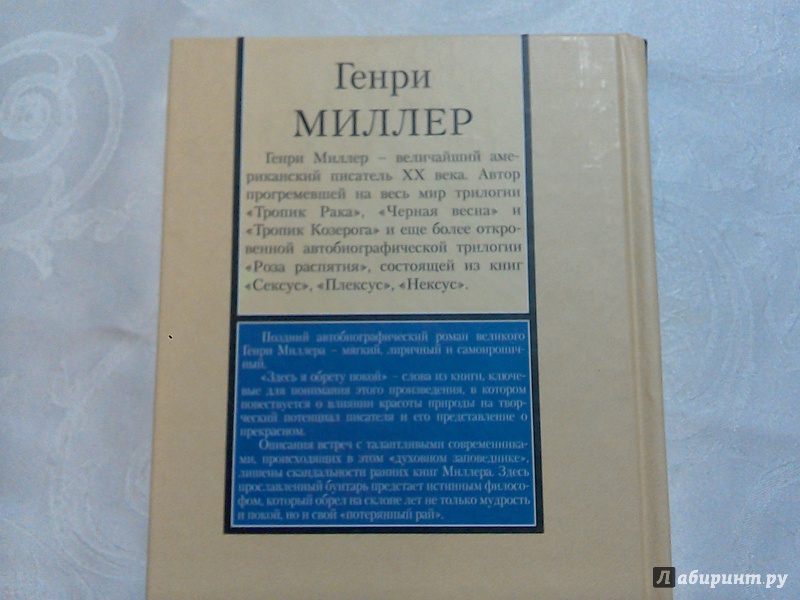 Генри
МИЛЛЕР
Генри Миллер – величайший аме-
риканский писатель XX века. Автор
прогремевшей на весь мир трилогии
«Тропик Рака», «Черная весна» и
«Тропик Козерога» и еще более откро-
венной автобиографической трилогии
«Роза распятия», состоящей из книг
«Сексус», «Плексус», «Нексус».
Поздний автобиографический роман великого
Генри Миллера – мягкий, лиричный и самоиронич-
ный.
«Здесь я обрету покой» – слова из книги, ключе-
вые для понимания этого произведения, в котором
повествуется о влиянии красоты природы на твор-
ческий потенциал писателя и его представление о
прекрасном.
Описания встреч с талантливыми современника-
ми, происходящих в этом «духовном заповеднике»,
лишены скандальности ранних книг Миллера. Здесь
прославленный бунтарь предстает истинным филосо-
фом, который обрел на склоне лет не только мудрость
и покой, но и свой «потерянный рай».
Лабиринт.ру